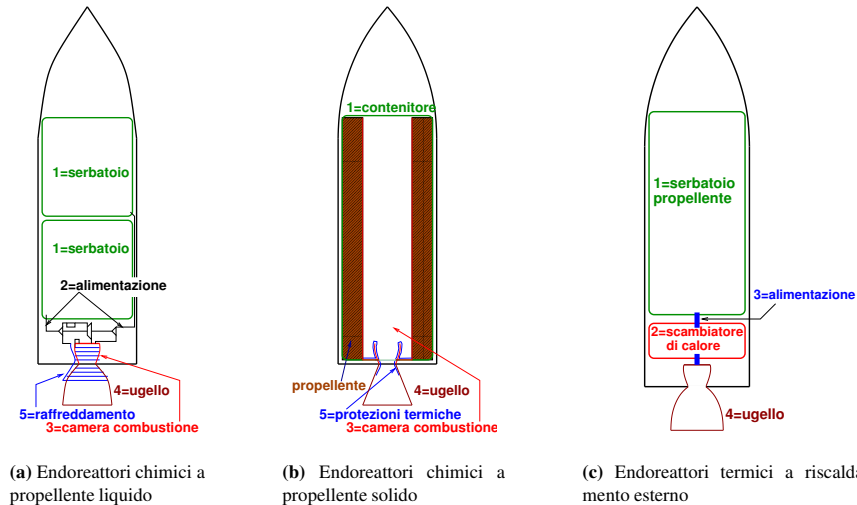 1=serbatoio
1=serbatoio
2=alimentazione
4=ugello
5=raffreddamento
3=camera combustione
(a) Endoreattori chimici a
propellente liquido
1=contenitore
propellente
4=ugello
5=protezioni termiche
3=camera combustione
(b) Endoreattori chimici a
propellente solido
1=serbatoio
propellente
3=alimentazione
2=scambiatore
di calore
4=ugello
(c) Endoreattori termici a riscalda
mento esterno